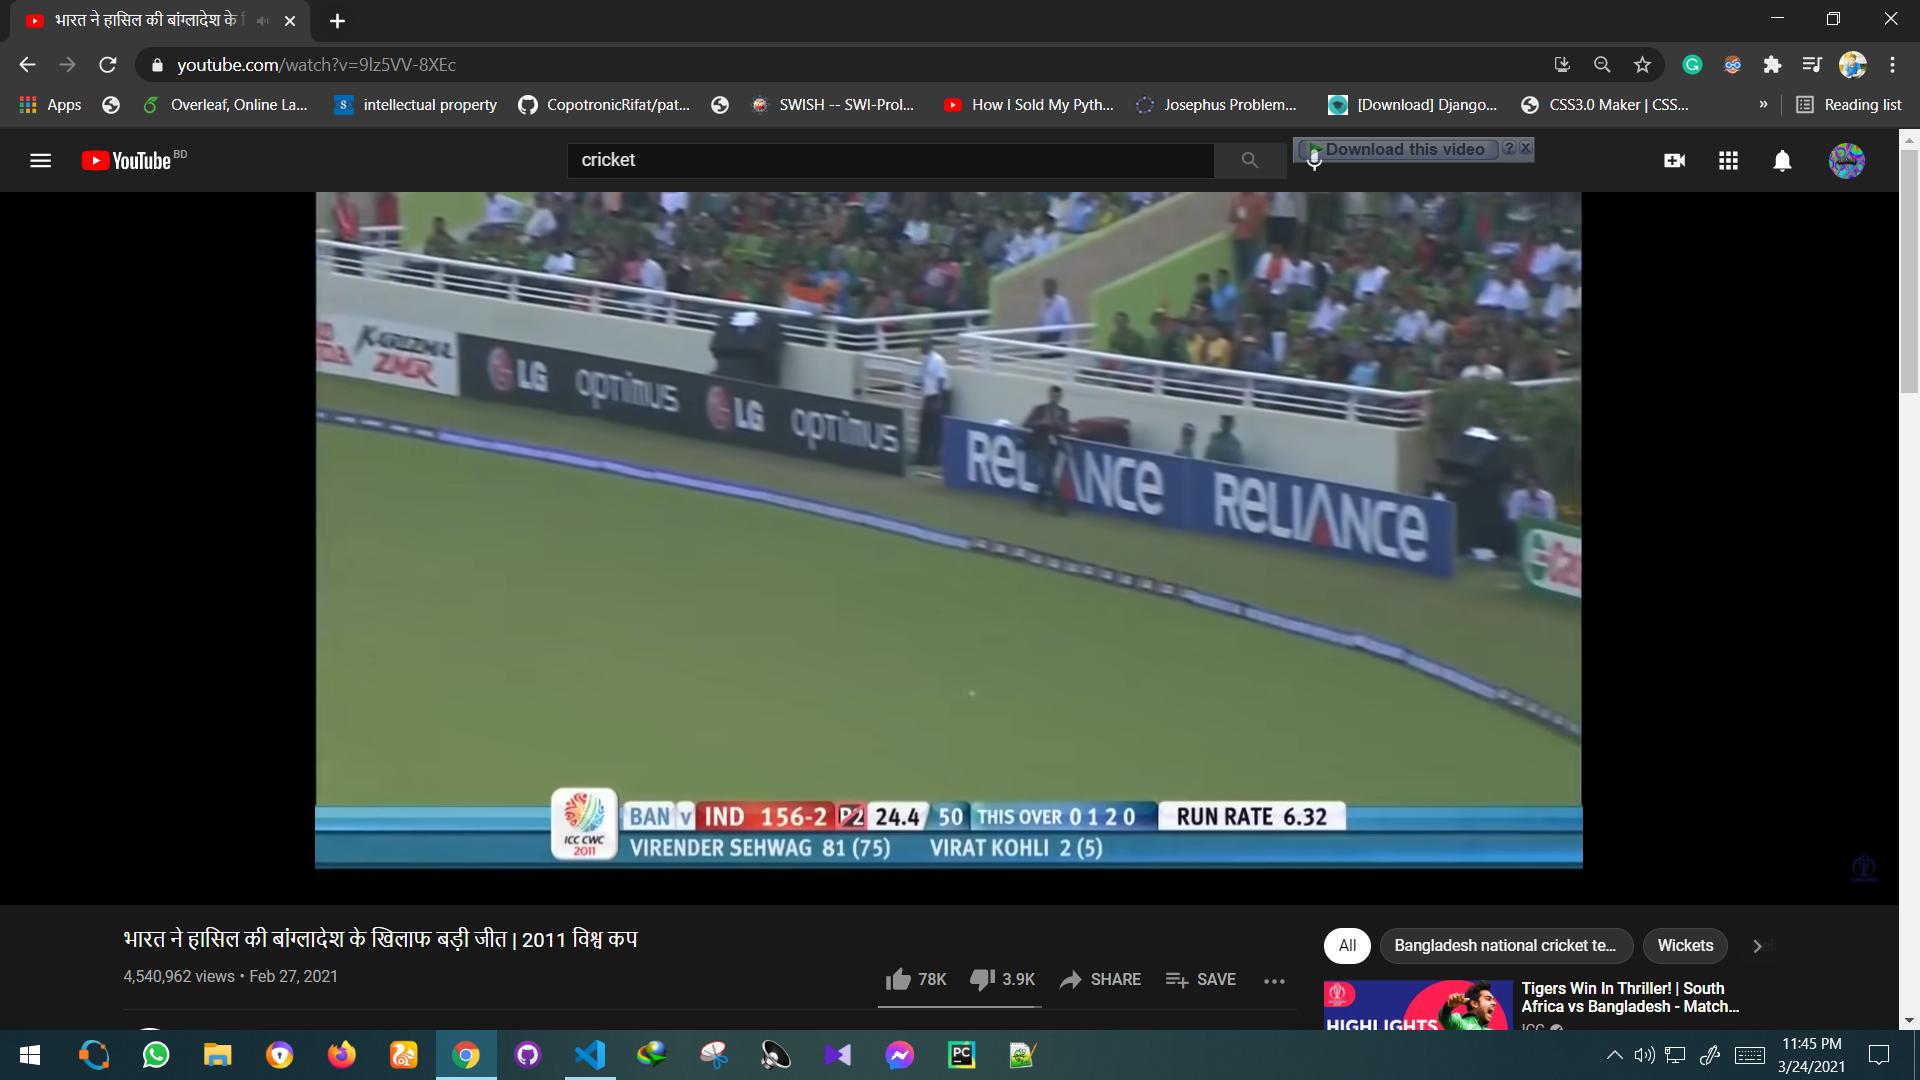 भारत ने हासिल की बांग्लादेश के
youtube.com/watch?v=9lz5VV-8XEc
Apps
Overleaf, Online La...
intellectual property
CopotronicRifat/pat...
SWISH -- SWI-Prol...
How I Sold My Pyth...
Josephus Problem...
[Download] Django...
CSS3.0 Maker | CSS...
»
Reading list
YouTube BD
cricket
Download this video
KARIZMA
ZMR
LG optimus LG optimus
RELIANCE RELIANCE
BAN v IND 156-2 P2 24.4 50 THIS OVER 0 1 2 0 RUN RATE 6.32
ICC CWC
2011
VIRENDER SEHWAG 81 (75) VIRAT KOHLI 2 (5)
भारत ने हासिल की बांग्लादेश के खिलाफ बड़ी जीत | 2011 विश्व कप
4,540,962 views • Feb 27, 2021
78K 3.9K SHARE SAVE
All Bangladesh national cricket te... Wickets
Tigers Win In Thriller! | South
Africa vs Bangladesh - Match...
ICC
HIGHLIGHTS
PC
11:45 PM
3/24/2021